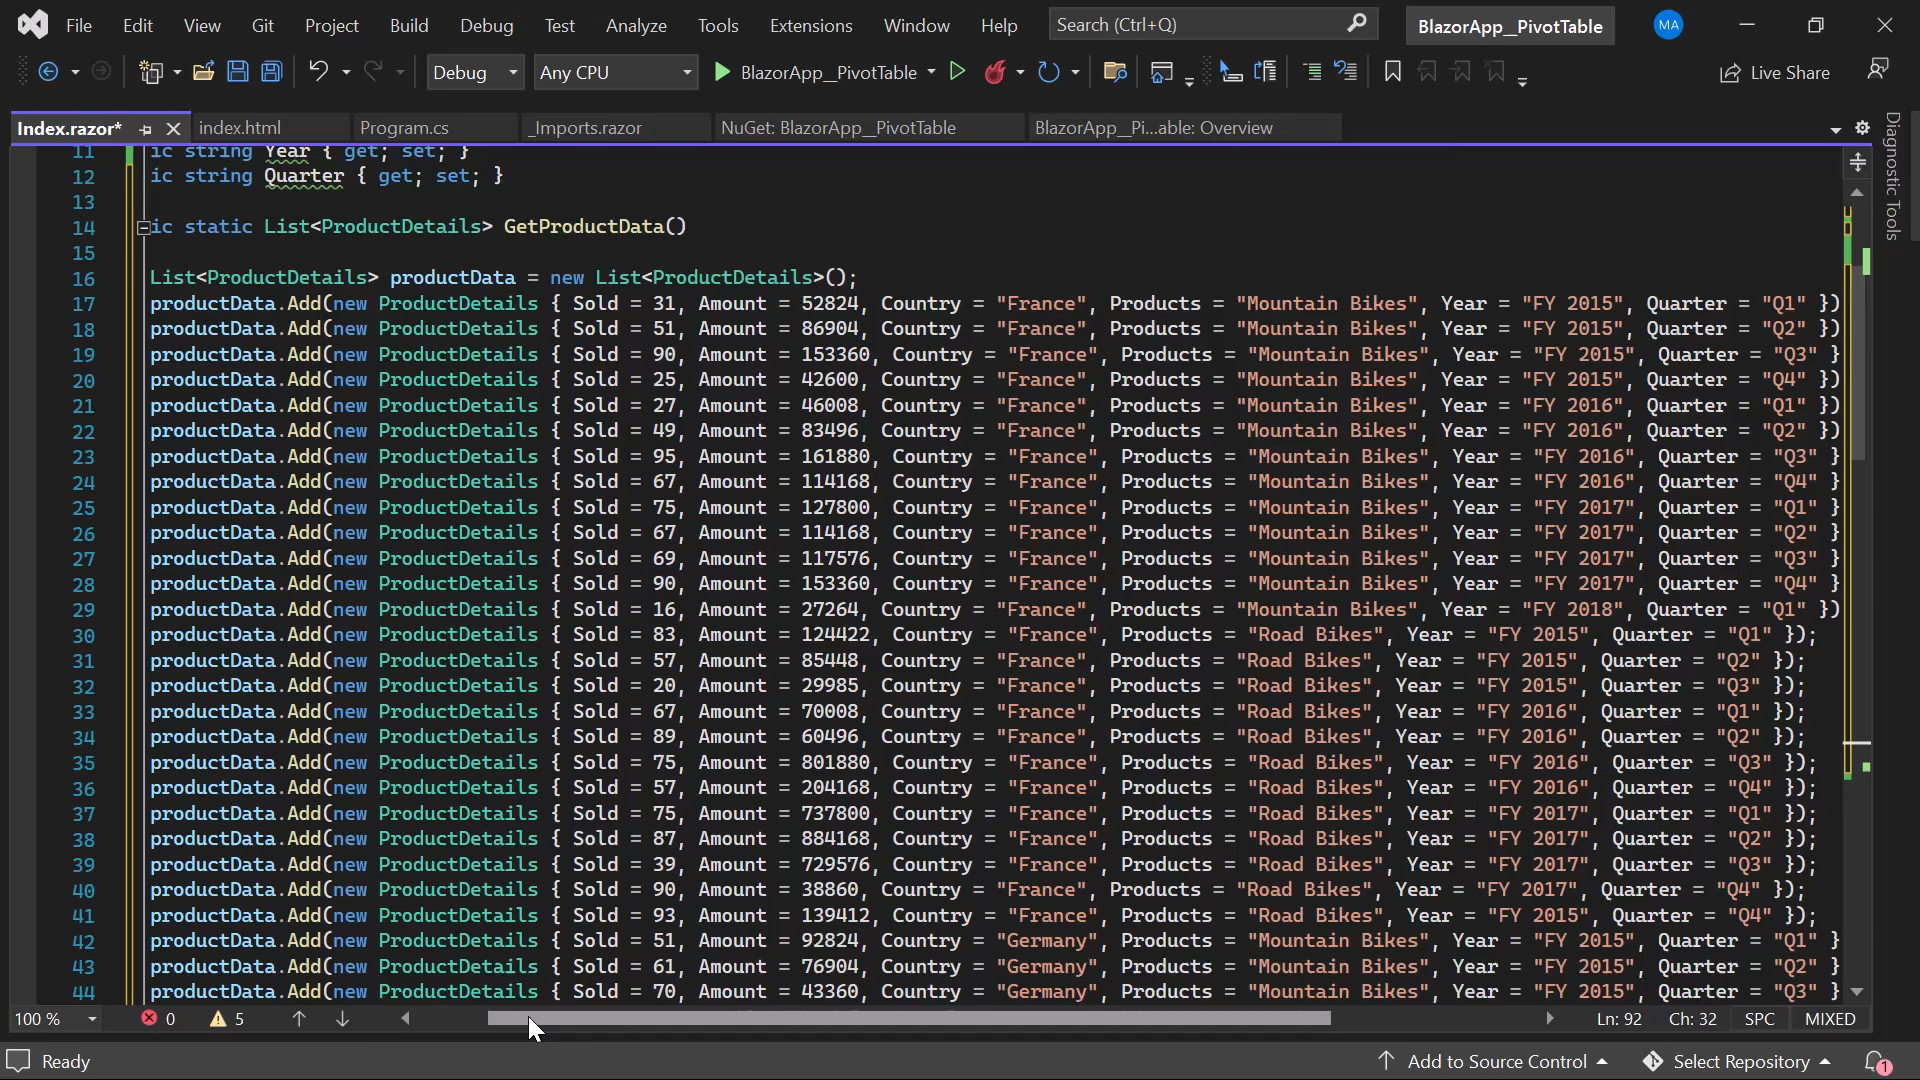 File Edit View Git Project Build Debug Test Analyze Tools Extensions Window Help Search (Ctrl+Q) BlazorApp_PivotTable MA
Debug Any CPU BlazorApp_PivotTable Live Share
Index.razor* index.html Program.cs _Imports.razor NuGet: BlazorApp_PivotTable BlazorApp_Pi...able: Overview
Diagnostic Tools
11 ic string Year { get; set; }
12 ic string Quarter { get; set; }
13
14 ic static List<ProductDetails> GetProductData()
15
16 List<ProductDetails> productData = new List<ProductDetails>();
17 productData.Add(new ProductDetails { Sold = 31, Amount = 52824, Country = "France", Products = "Mountain Bikes", Year = "FY 2015", Quarter = "Q1" })
18 productData.Add(new ProductDetails { Sold = 51, Amount = 86904, Country = "France", Products = "Mountain Bikes", Year = "FY 2015", Quarter = "Q2" })
19 productData.Add(new ProductDetails { Sold = 90, Amount = 153360, Country = "France", Products = "Mountain Bikes", Year = "FY 2015", Quarter = "Q3" }
20 productData.Add(new ProductDetails { Sold = 25, Amount = 42600, Country = "France", Products = "Mountain Bikes", Year = "FY 2015", Quarter = "Q4" })
21 productData.Add(new ProductDetails { Sold = 27, Amount = 46008, Country = "France", Products = "Mountain Bikes", Year = "FY 2016", Quarter = "Q1" })
22 productData.Add(new ProductDetails { Sold = 49, Amount = 83496, Country = "France", Products = "Mountain Bikes", Year = "FY 2016", Quarter = "Q2" })
23 productData.Add(new ProductDetails { Sold = 95, Amount = 161880, Country = "France", Products = "Mountain Bikes", Year = "FY 2016", Quarter = "Q3" }
24 productData.Add(new ProductDetails { Sold = 67, Amount = 114168, Country = "France", Products = "Mountain Bikes", Year = "FY 2016", Quarter = "Q4" }
25 productData.Add(new ProductDetails { Sold = 75, Amount = 127800, Country = "France", Products = "Mountain Bikes", Year = "FY 2017", Quarter = "Q1" }
26 productData.Add(new ProductDetails { Sold = 67, Amount = 114168, Country = "France", Products = "Mountain Bikes", Year = "FY 2017", Quarter = "Q2" }
27 productData.Add(new ProductDetails { Sold = 69, Amount = 117576, Country = "France", Products = "Mountain Bikes", Year = "FY 2017", Quarter = "Q3" }
28 productData.Add(new ProductDetails { Sold = 90, Amount = 153360, Country = "France", Products = "Mountain Bikes", Year = "FY 2017", Quarter = "Q4" }
29 productData.Add(new ProductDetails { Sold = 16, Amount = 27264, Country = "France", Products = "Mountain Bikes", Year = "FY 2018", Quarter = "Q1" })
30 productData.Add(new ProductDetails { Sold = 83, Amount = 124422, Country = "France", Products = "Road Bikes", Year = "FY 2015", Quarter = "Q1" });
31 productData.Add(new ProductDetails { Sold = 57, Amount = 85448, Country = "France", Products = "Road Bikes", Year = "FY 2015", Quarter = "Q2" });
32 productData.Add(new ProductDetails { Sold = 20, Amount = 29985, Country = "France", Products = "Road Bikes", Year = "FY 2015", Quarter = "Q3" });
33 productData.Add(new ProductDetails { Sold = 67, Amount = 70008, Country = "France", Products = "Road Bikes", Year = "FY 2016", Quarter = "Q1" });
34 productData.Add(new ProductDetails { Sold = 89, Amount = 60496, Country = "France", Products = "Road Bikes", Year = "FY 2016", Quarter = "Q2" });
35 productData.Add(new ProductDetails { Sold = 75, Amount = 801880, Country = "France", Products = "Road Bikes", Year = "FY 2016", Quarter = "Q3" });
36 productData.Add(new ProductDetails { Sold = 57, Amount = 204168, Country = "France", Products = "Road Bikes", Year = "FY 2016", Quarter = "Q4" });
37 productData.Add(new ProductDetails { Sold = 75, Amount = 737800, Country = "France", Products = "Road Bikes", Year = "FY 2017", Quarter = "Q1" });
38 productData.Add(new ProductDetails { Sold = 87, Amount = 884168, Country = "France", Products = "Road Bikes", Year = "FY 2017", Quarter = "Q2" });
39 productData.Add(new ProductDetails { Sold = 39, Amount = 729576, Country = "France", Products = "Road Bikes", Year = "FY 2017", Quarter = "Q3" });
40 productData.Add(new ProductDetails { Sold = 90, Amount = 38860, Country = "France", Products = "Road Bikes", Year = "FY 2017", Quarter = "Q4" });
41 productData.Add(new ProductDetails { Sold = 93, Amount = 139412, Country = "France", Products = "Road Bikes", Year = "FY 2015", Quarter = "Q4" });
42 productData.Add(new ProductDetails { Sold = 51, Amount = 92824, Country = "Germany", Products = "Mountain Bikes", Year = "FY 2015", Quarter = "Q1" }
43 productData.Add(new ProductDetails { Sold = 61, Amount = 76904, Country = "Germany", Products = "Mountain Bikes", Year = "FY 2015", Quarter = "Q2" }
44 productData.Add(new ProductDetails { Sold = 70, Amount = 43360, Country = "Germany", Products = "Mountain Bikes", Year = "FY 2015", Quarter = "Q3" }
100 % 0 5 Ln: 92 Ch: 32 SPC MIXED
Ready Add to Source Control Select Repository 1